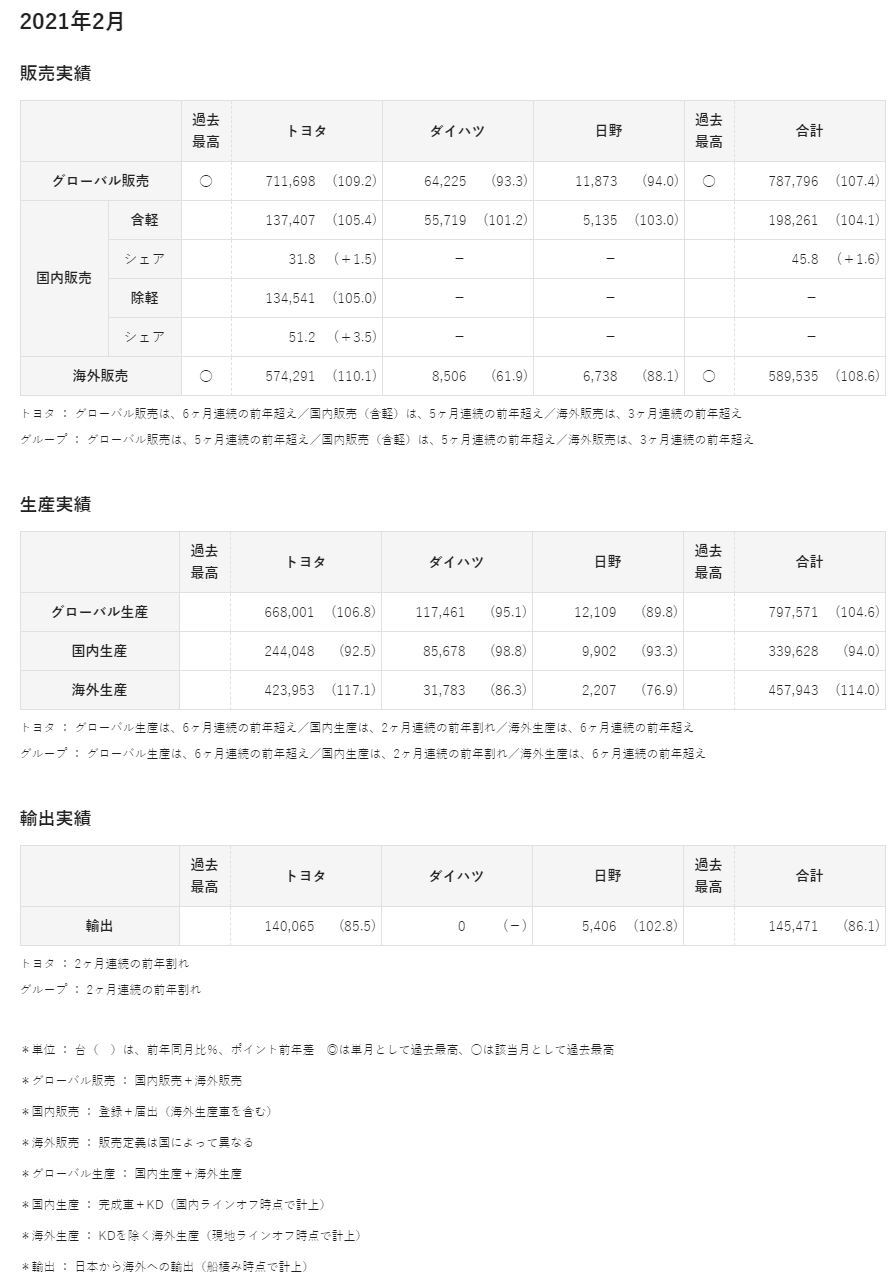 2021年2月
販売実績
過去最高 トヨタ ダイハツ 日野 過去最高 合計
グローバル販売 ○ 711,698 (109.2) 64,225 (93.3) 11,873 (94.0) ○ 787,796 (107.4)
国内販売 含軽 137,407 (105.4) 55,719 (101.2) 5,135 (103.0) 198,261 (104.1)
シェア 31.8 (+1.5) − − 45.8 (+1.6)
除軽 134,541 (105.0) − − −
シェア 51.2 (+3.5) − − −
海外販売 ○ 574,291 (110.1) 8,506 (61.9) 6,738 (88.1) ○ 589,535 (108.6)
トヨタ : グローバル販売は、6ヶ月連続の前年超え/国内販売(含軽)は、5ヶ月連続の前年超え/海外販売は、3ヶ月連続の前年超え
グループ : グローバル販売は、5ヶ月連続の前年超え/国内販売(含軽)は、5ヶ月連続の前年超え/海外販売は、3ヶ月連続の前年超え
生産実績
過去最高 トヨタ ダイハツ 日野 過去最高 合計
グローバル生産 668,001 (106.8) 117,461 (95.1) 12,109 (89.8) 797,571 (104.6)
国内生産 244,048 (92.5) 85,678 (98.8) 9,902 (93.3) 339,628 (94.0)
海外生産 423,953 (117.1) 31,783 (86.3) 2,207 (76.9) 457,943 (114.0)
トヨタ : グローバル生産は、6ヶ月連続の前年超え/国内生産は、2ヶ月連続の前年割れ/海外生産は、6ヶ月連続の前年超え
グループ : グローバル生産は、6ヶ月連続の前年超え/国内生産は、2ヶ月連続の前年割れ/海外生産は、6ヶ月連続の前年超え
輸出実績
過去最高 トヨタ ダイハツ 日野 過去最高 合計
輸出 140,065 (85.5) 0 (−) 5,406 (102.8) 145,471 (86.1)
トヨタ : 2ヶ月連続の前年割れ
グループ : 2ヶ月連続の前年割れ
*単位 : 台( )は、前年同月比%、ポイント前年差 ◎は単月として過去最高、○は該当月として過去最高
*グローバル販売 : 国内販売+海外販売
*国内販売 : 登録+届出(海外生産車を含む)
*海外販売 : 販売定義は国によって異なる
*グローバル生産 : 国内生産+海外生産
*国内生産 : 完成車+KD(国内ラインオフ時点で計上)
*海外生産 : KDを除く海外生産(現地ラインオフ時点で計上)
*輸出 : 日本から海外への輸出(船積み時点で計上)